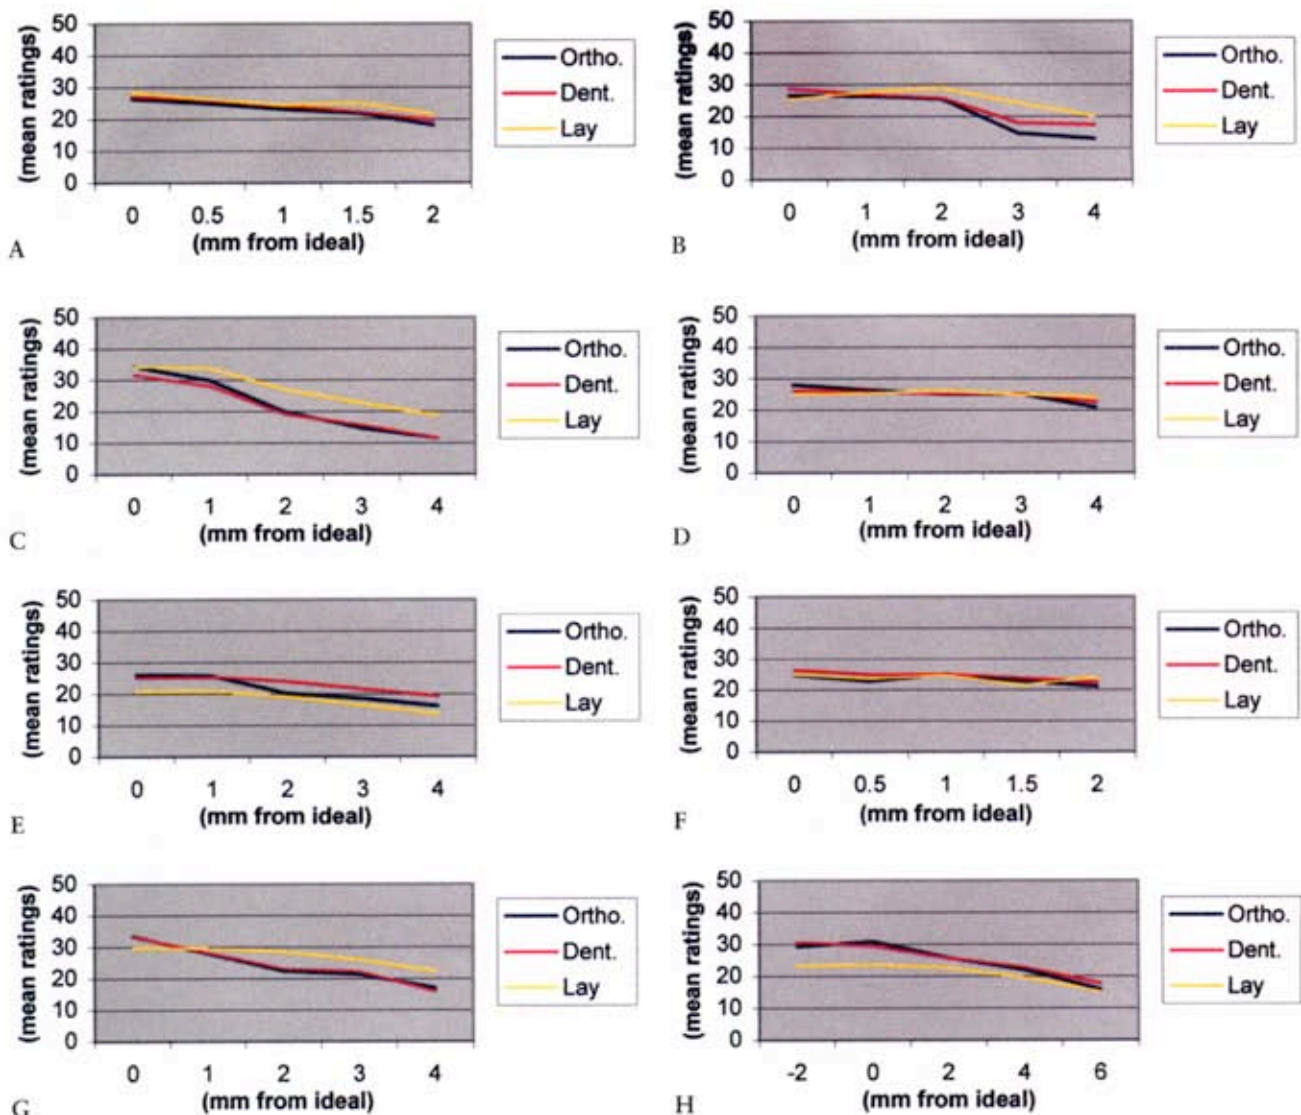 50
40
30
20
10
0
(mean ratings)
0 0.5 1 1.5 2
(mm from ideal)
Ortho.
Dent.
Lay
A
50
40
30
20
10
0
(mean ratings)
0 1 2 3 4
(mm from ideal)
Ortho.
Dent.
Lay
B
50
40
30
20
10
0
(mean ratings)
0 1 2 3 4
(mm from ideal)
Ortho.
Dent.
Lay
C
50
40
30
20
10
0
(mean ratings)
0 1 2 3 4
(mm from ideal)
Ortho.
Dent.
Lay
D
50
40
30
20
10
0
(mean ratings)
0 1 2 3 4
(mm from ideal)
Ortho.
Dent.
Lay
E
50
40
30
20
10
0
(mean ratings)
0 0.5 1 1.5 2
(mm from ideal)
Ortho.
Dent.
Lay
F
50
40
30
20
10
0
(mean ratings)
0 1 2 3 4
(mm from ideal)
Ortho.
Dent.
Lay
G
50
40
30
20
10
0
(mean ratings)
-2 0 2 4 6
(mm from ideal)
Ortho.
Dent.
Lay
H